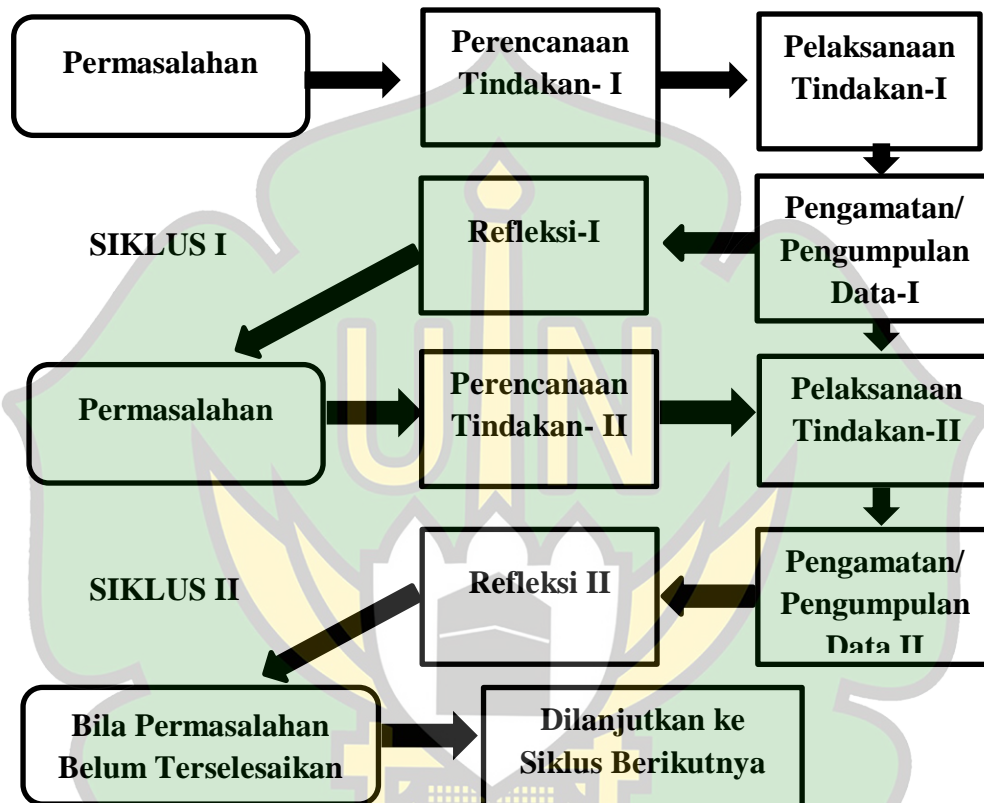 Permasalahan
Perencanaan
Tindakan- I
Pelaksanaan
Tindakan-I
SIKLUS I
Refleksi-I
Pengamatan/
Pengumpulan
Data-I
Permasalahan
Perencanaan
Tindakan- II
Pelaksanaan
Tindakan-II
SIKLUS II
Refleksi II
Pengamatan/
Pengumpulan
Data II
Bila Permasalahan
Belum Terselesaikan
Dilanjutkan ke
Siklus Berikutnya
UIN